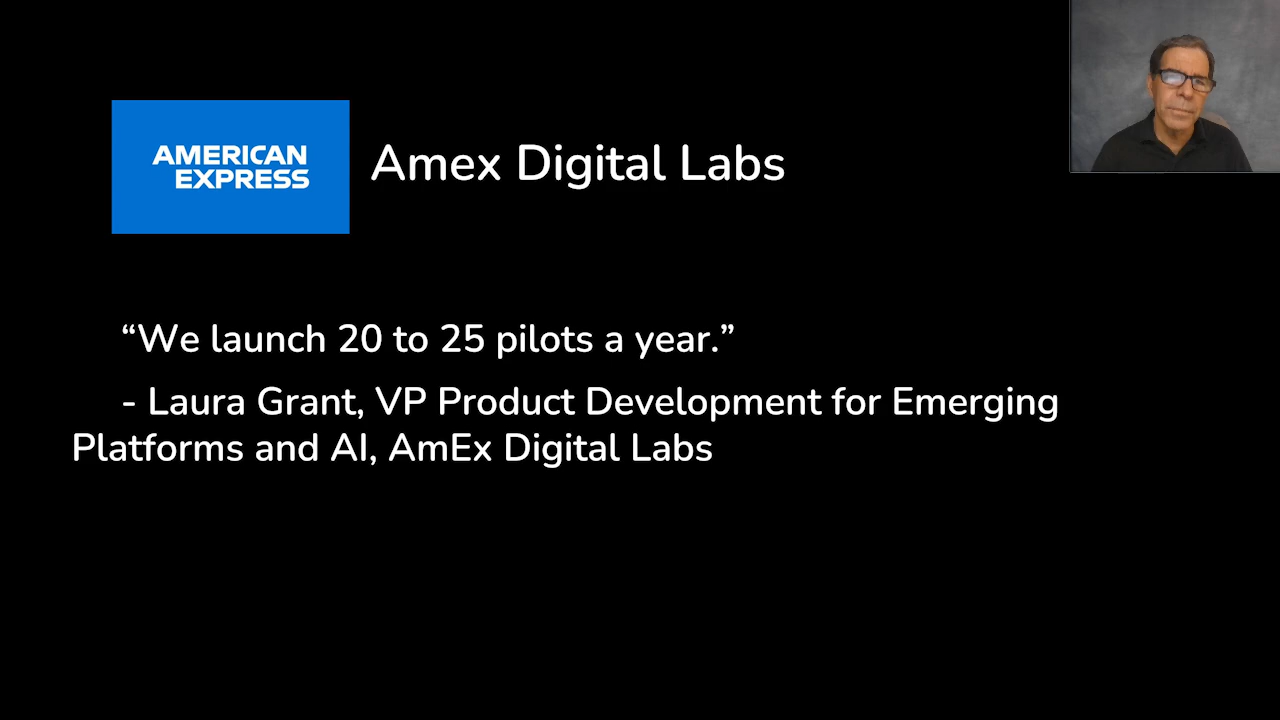 AMERICAN
EXPRESS
Amex Digital Labs
“We launch 20 to 25 pilots a year.”
- Laura Grant, VP Product Development for Emerging
Platforms and AI, AmEx Digital Labs